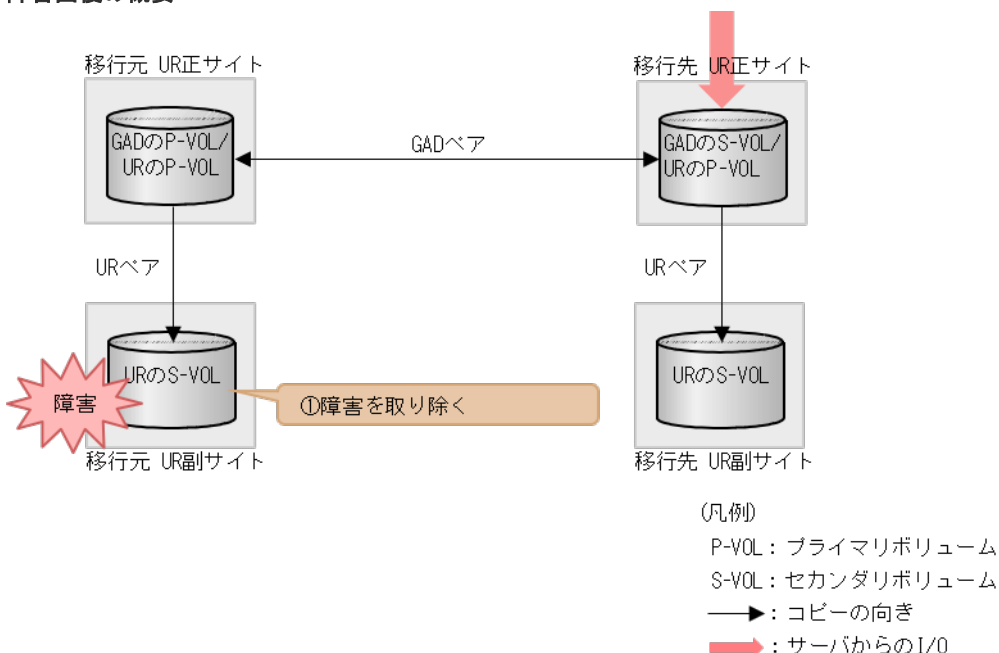 移行元 UR正サイト
移行先 UR正サイト
GADのP-VOL/
URのP-VOL
GADペア
GADのS-VOL/
URのP-VOL
URペア
URペア
URのS-VOL
障害
①障害を取り除く
URのS-VOL
移行元 UR副サイト
移行先 UR副サイト
(凡例)
P-VOL：プライマリボリューム
S-VOL：セカンダリボリューム
：コピーの向き
：サーバからのI/O